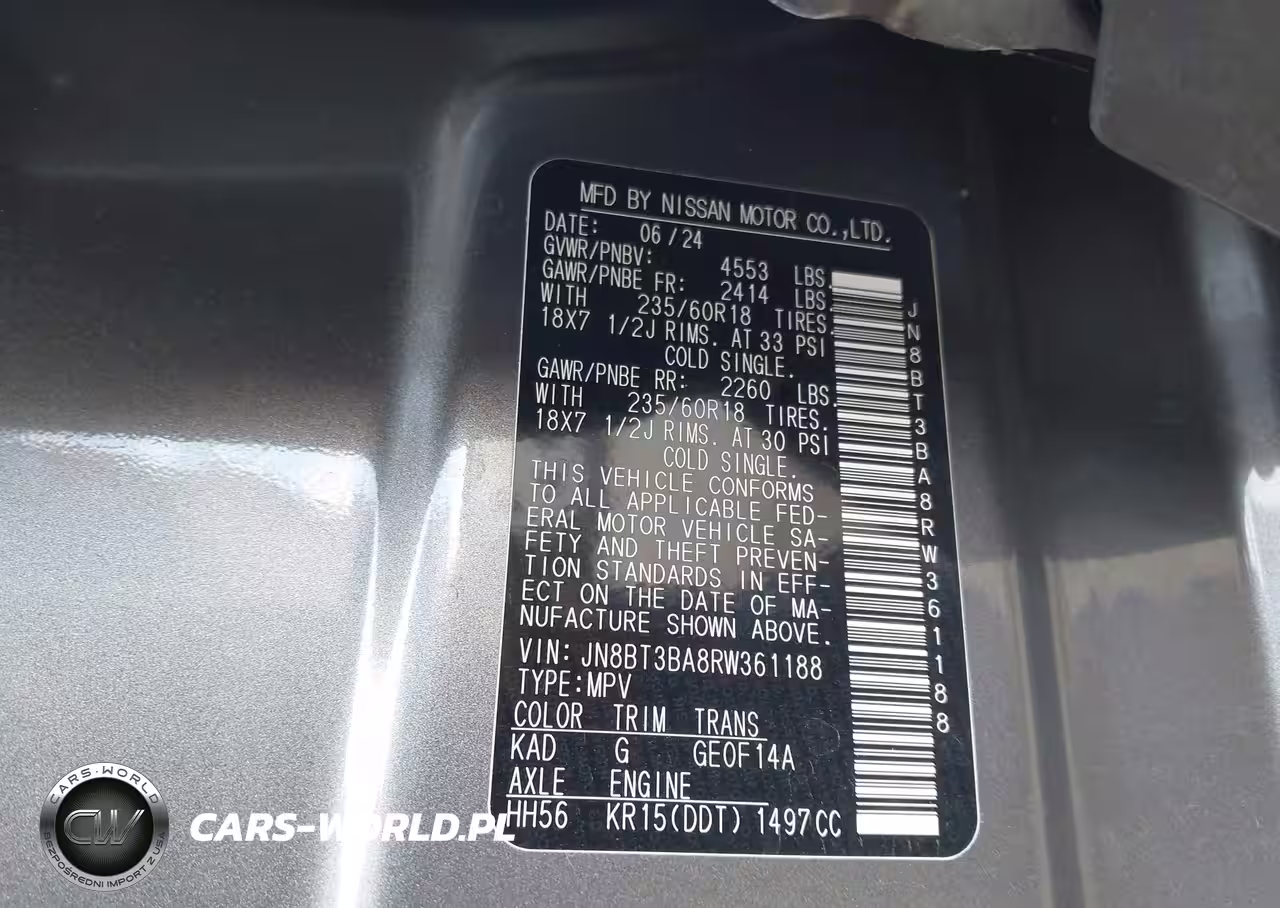 MFD BY NISSAN MOTOR CO.,LTD.
DATE: 06/24
GVWR/PNBV: 4553 LBS.
GAWR/PNBE FR: 2414 LBS.
WITH 235/60R18 TIRES.
18X7 1/2J RIMS. AT 33 PSI
COLD SINGLE.
GAWR/PNBE RR: 2260 LBS.
WITH 235/60R18 TIRES.
18X7 1/2J RIMS. AT 30 PSI
COLD SINGLE.
THIS VEHICLE CONFORMS
TO ALL APPLICABLE FED-
ERAL MOTOR VEHICLE SA-
FETY AND THEFT PREVEN-
TION STANDARDS IN EFF-
ECT ON THE DATE OF MA-
NUFACTURE SHOWN ABOVE.
VIN: JN8BT3BA8RW361188
TYPE:MPV
COLOR TRIM TRANS
KAD G GE0F14A
AXLE ENGINE
HH56 KR15(DDT) 1497CC
JN8BT3BA8RW361188
CARS-WORLD
CW
BEZPOŚREDNI IMPORT Z USA
CARS-WORLD.PL